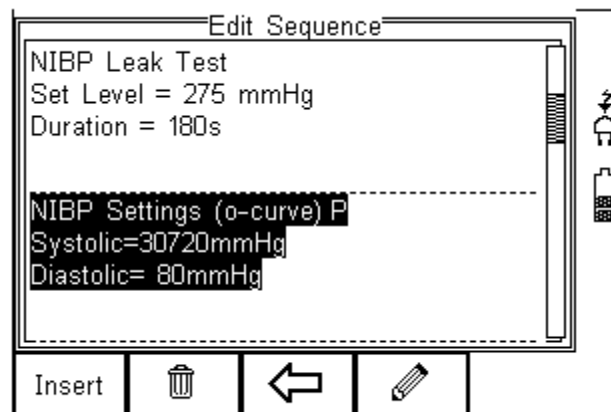 Edit Sequence
NIBP Leak Test
Set Level = 275 mmHg
Duration = 180s
NIBP Settings (o-curve) P
Systolic=30720mmHg
Diastolic= 80mmHg
Insert